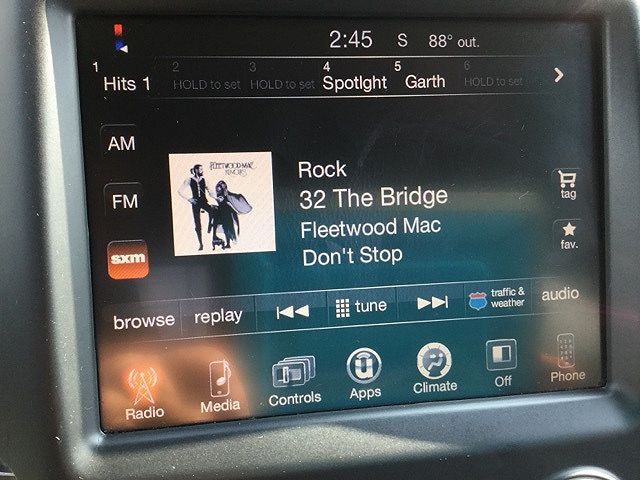 2:45 S 88° out.
1 2 3 4 5 6
Hits 1 HOLD to set HOLD to set Spotlght Garth HOLD to set
AM
FM
sxm
FLEETWOOD MAC
RUMOURS
Rock
32 The Bridge
Fleetwood Mac
Don't Stop
tag
fav.
browse replay tune traffic & weather audio
Radio Media Controls Apps Climate Off Phone